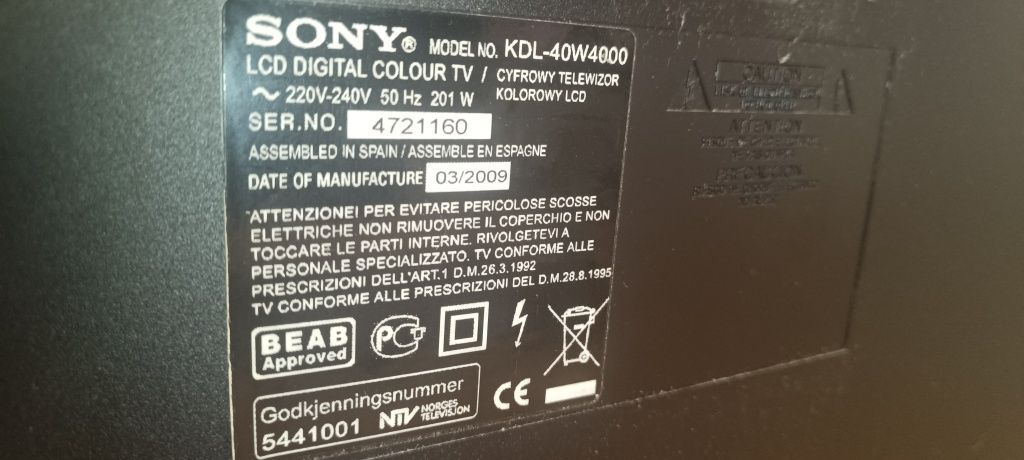 SONY® MODEL NO. KDL-40W4000
LCD DIGITAL COLOUR TV / CYFROWY TELEWIZOR
KOLOROWY LCD
~ 220V-240V 50 Hz 201 W
SER.NO. 4721160
ASSEMBLED IN SPAIN / ASSEMBLE EN ESPAGNE
DATE OF MANUFACTURE 03/2009
ATTENZIONE! PER EVITARE PERICOLOSE SCOSSE
ELETTRICHE NON RIMUOVERE IL COPERCHIO E NON
TOCCARE LE PARTI INTERNE. RIVOLGETEVI A
PERSONALE SPECIALIZZATO. TV CONFORME ALLE
PRESCRIZIONI DELL'ART.1 D.M.26.3.1992
TV CONFORME ALLE PRESCRIZIONI DEL D.M.28.8.1995
BEAB
Approved
PCT
CE
Godkjenningsnummer
5441001 NTV NORGES
TELEVISJON
CAUTION
ATTENTION
PRECAUCION